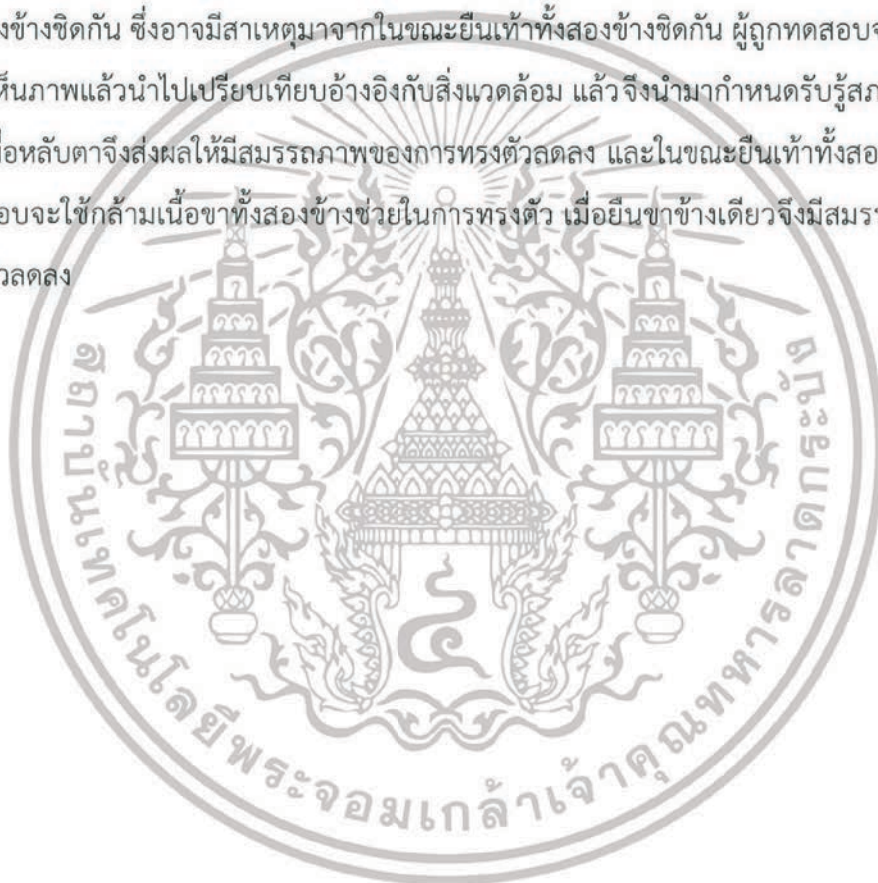 งข้างชิดกัน ซึ่งอาจมีสาเหตุมาจากในขณะยืนเท้าทั้งสองข้างชิดกัน ผู้ถูกทดสอบจ
ห็นภาพแล้วนำไปเปรียบเทียบอ้างอิงกับสิ่งแวดล้อม แล้วจึงนำมากำหนดรับรู้สภ
ื่อหลับตาจึงส่งผลให้มีสมรรถภาพของการทรงตัวลดลง และในขณะยืนเท้าทั้งสอ
อบจะใช้กล้ามเนื้อขาทั้งสองข้างช่วยในการทรงตัว เมื่อยืนขาข้างเดียวจึงมีสมรร
วลดลง
สถาบันเทคโนโลยีพระจอมเกล้าเจ้าคุณทหารลาดกระบัง
๔